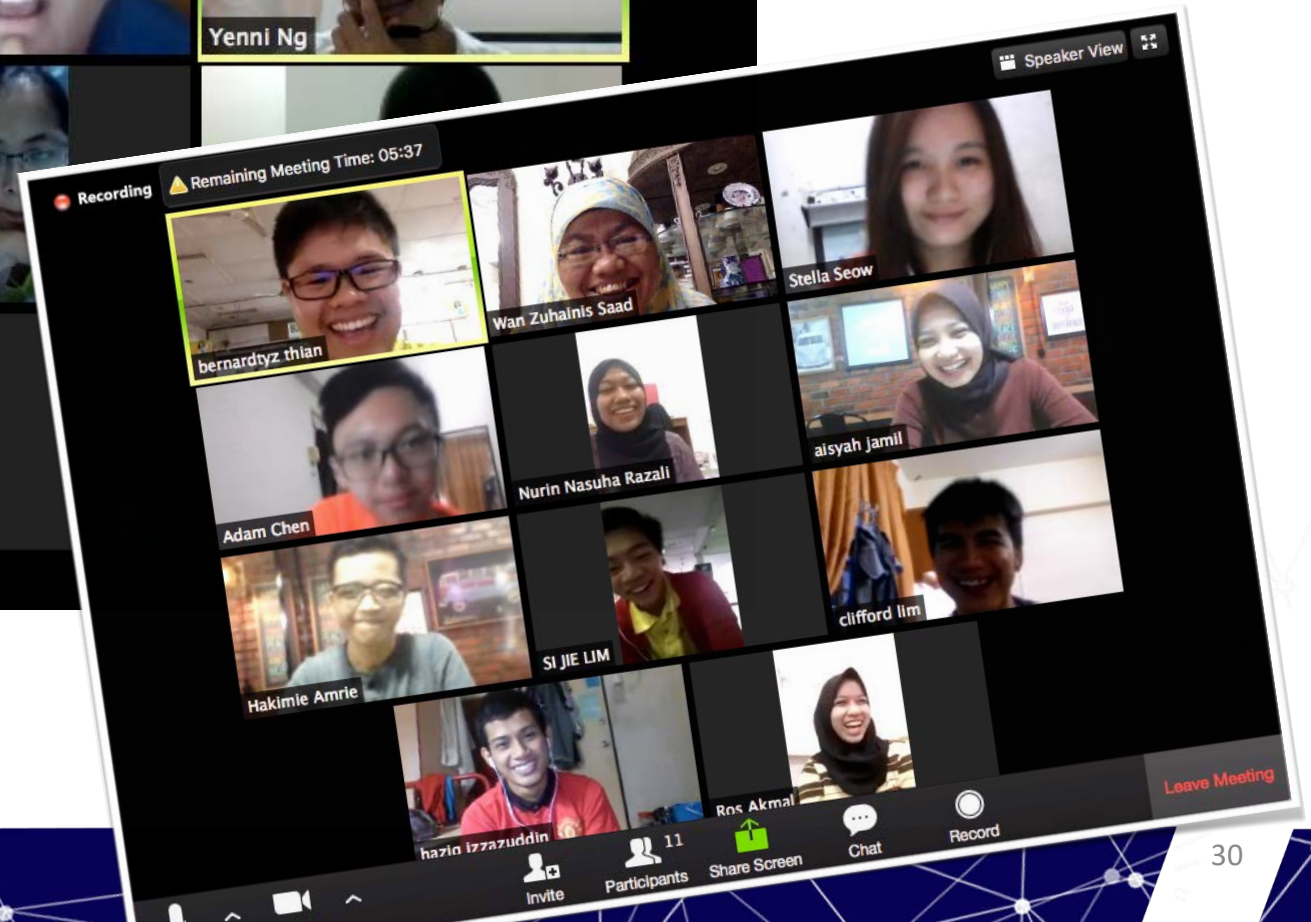 Yenni Ng
Speaker View
Recording
Remaining Meeting Time: 05:37
bernardtyz thian
Wan Zuhainis Saad
Stella Seow
Adam Chen
Nurin Nasuha Razali
aisyah jamil
Hakimie Amrie
SI JIE LIM
clifford lim
haziq izzazuddin
Ros Akmal
Invite
Participants 11
Share Screen
Chat
Record
Leave Meeting
30